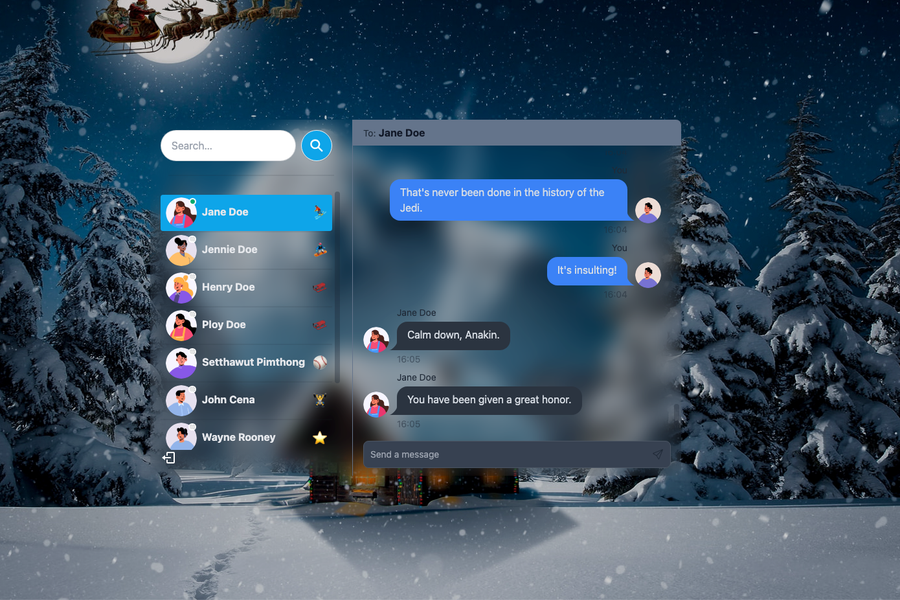 Search...
Jane Doe
Jennie Doe
Henry Doe
Ploy Doe
Setthawut Pimthong
John Cena
Wayne Rooney
To: Jane Doe
That's never been done in the history of the
Jedi.
16:04
You
It's insulting!
16:04
Jane Doe
Calm down, Anakin.
16:05
Jane Doe
You have been given a great honor.
16:05
Send a message